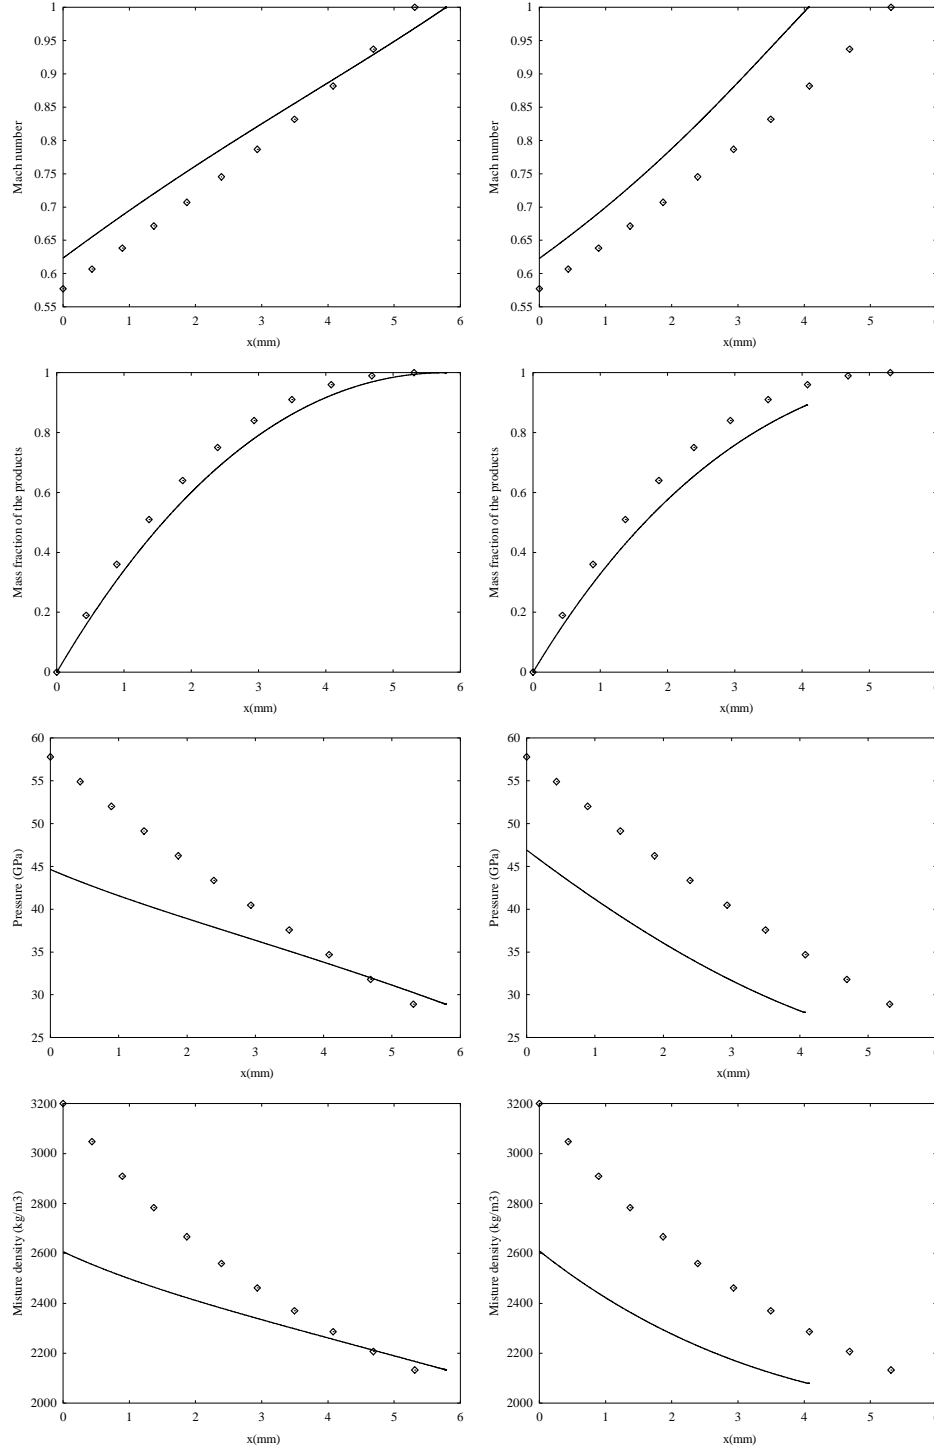 1
0.95
0.9
0.85
0.8
0.75
0.7
0.65
0.6
0.55
Mach number
0 1 2 3 4 5 6
x(mm)
1
0.95
0.9
0.85
0.8
0.75
0.7
0.65
0.6
0.55
Mach number
0 1 2 3 4 5
x(mm)
1
0.8
0.6
0.4
0.2
0
Mass fraction of the products
0 1 2 3 4 5 6
x(mm)
1
0.8
0.6
0.4
0.2
0
Mass fraction of the products
0 1 2 3 4 5
x(mm)
60
55
50
45
40
35
30
25
Pressure (GPa)
0 1 2 3 4 5 6
x(mm)
60
55
50
45
40
35
30
25
Pressure (GPa)
0 1 2 3 4 5
x(mm)
3200
3000
2800
2600
2400
2200
2000
Misture density (kg/m3)
0 1 2 3 4 5 6
x(mm)
3200
3000
2800
2600
2400
2200
2000
Misture density (kg/m3)
0 1 2 3 4 5
x(mm)